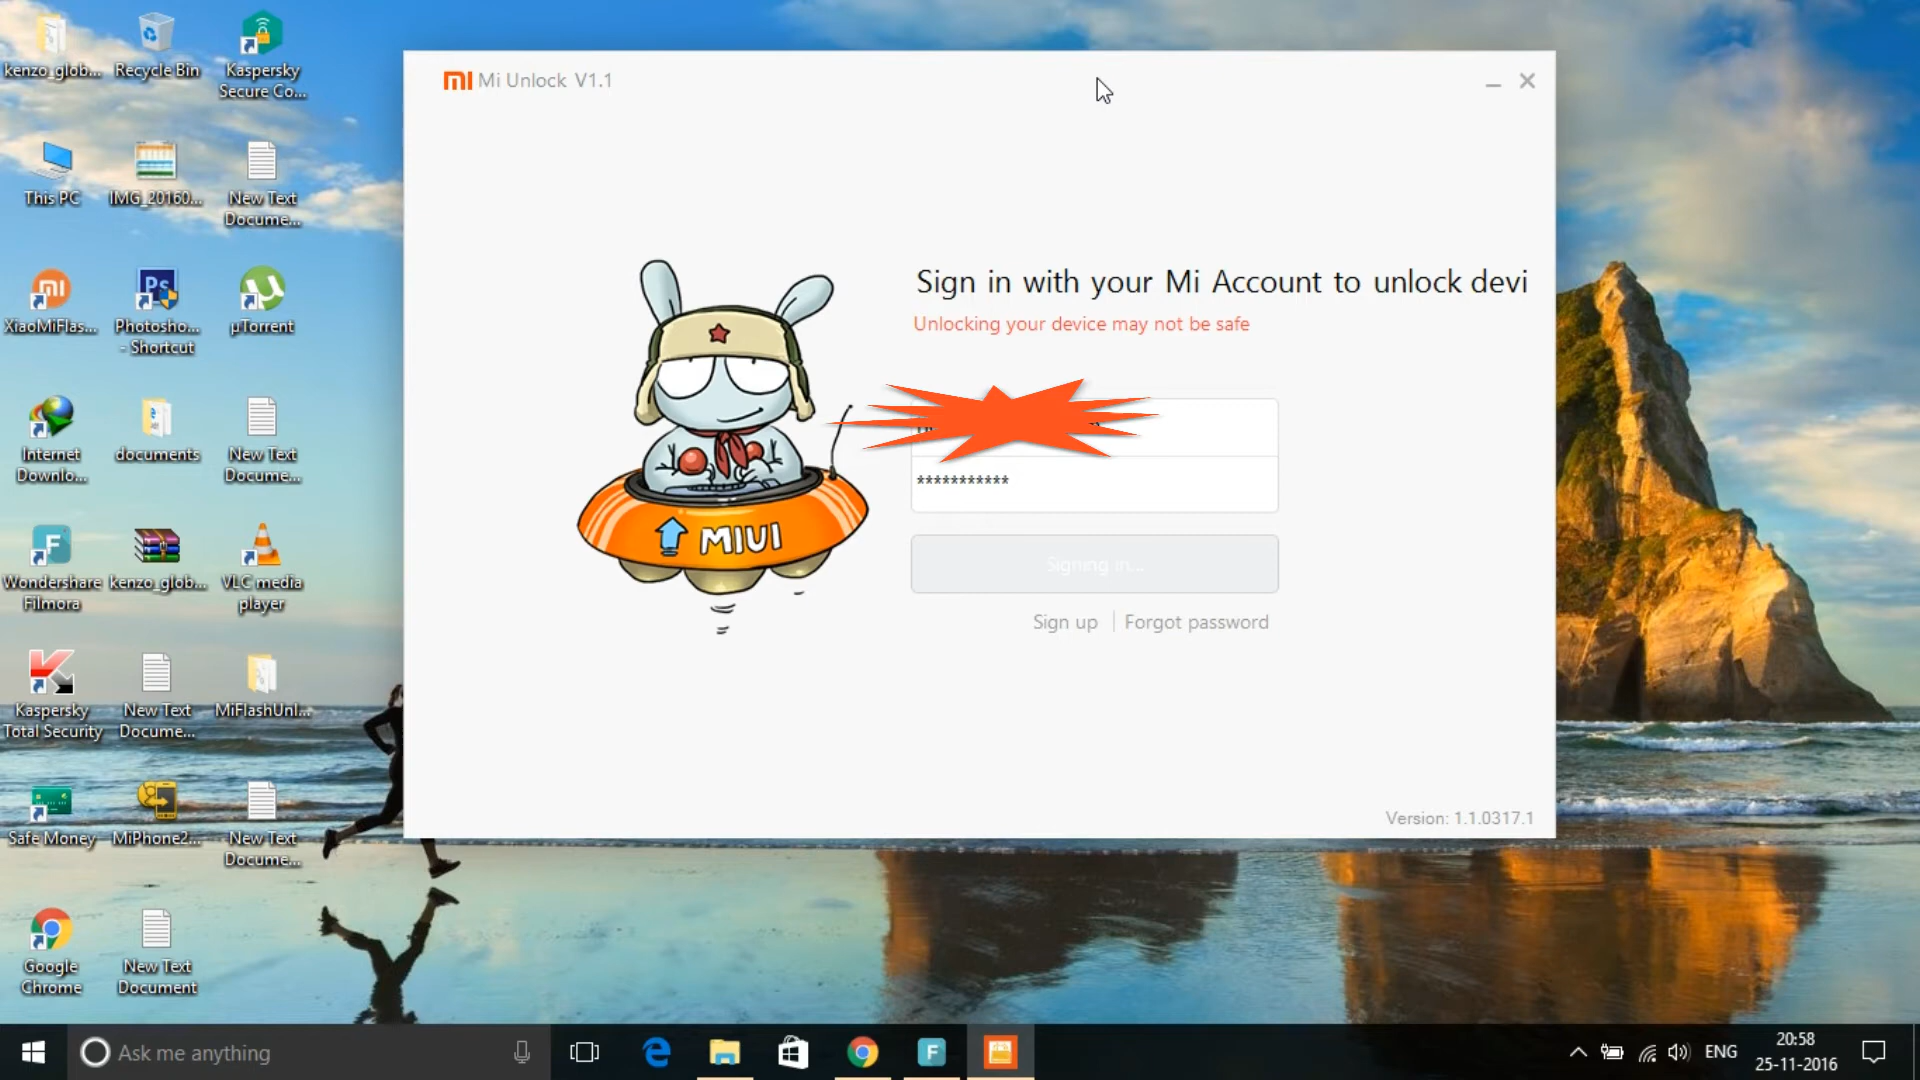 kenzo_glob...
Recycle Bin
Kaspersky
Secure Co...
This PC
IMG_20160...
New Text
Docume...
XiaoMiFlas...
Photosho...
- Shortcut
µTorrent
Internet
Downlo...
documents
New Text
Docume...
Wondershare
Filmora
kenzo_glob...
VLC media
player
Kaspersky
Total Security
New Text
Docume...
MiFlashUnl...
Safe Money
MiPhone2...
New Text
Docume...
Google
Chrome
New Text
Document
Mi Unlock V1.1
Sign in with your Mi Account to unlock devi
Unlocking your device may not be safe
***********
Signing in...
Sign up
Forgot password
MIUI
Version: 1.1.0317.1
Ask me anything
ENG
20:58
25-11-2016